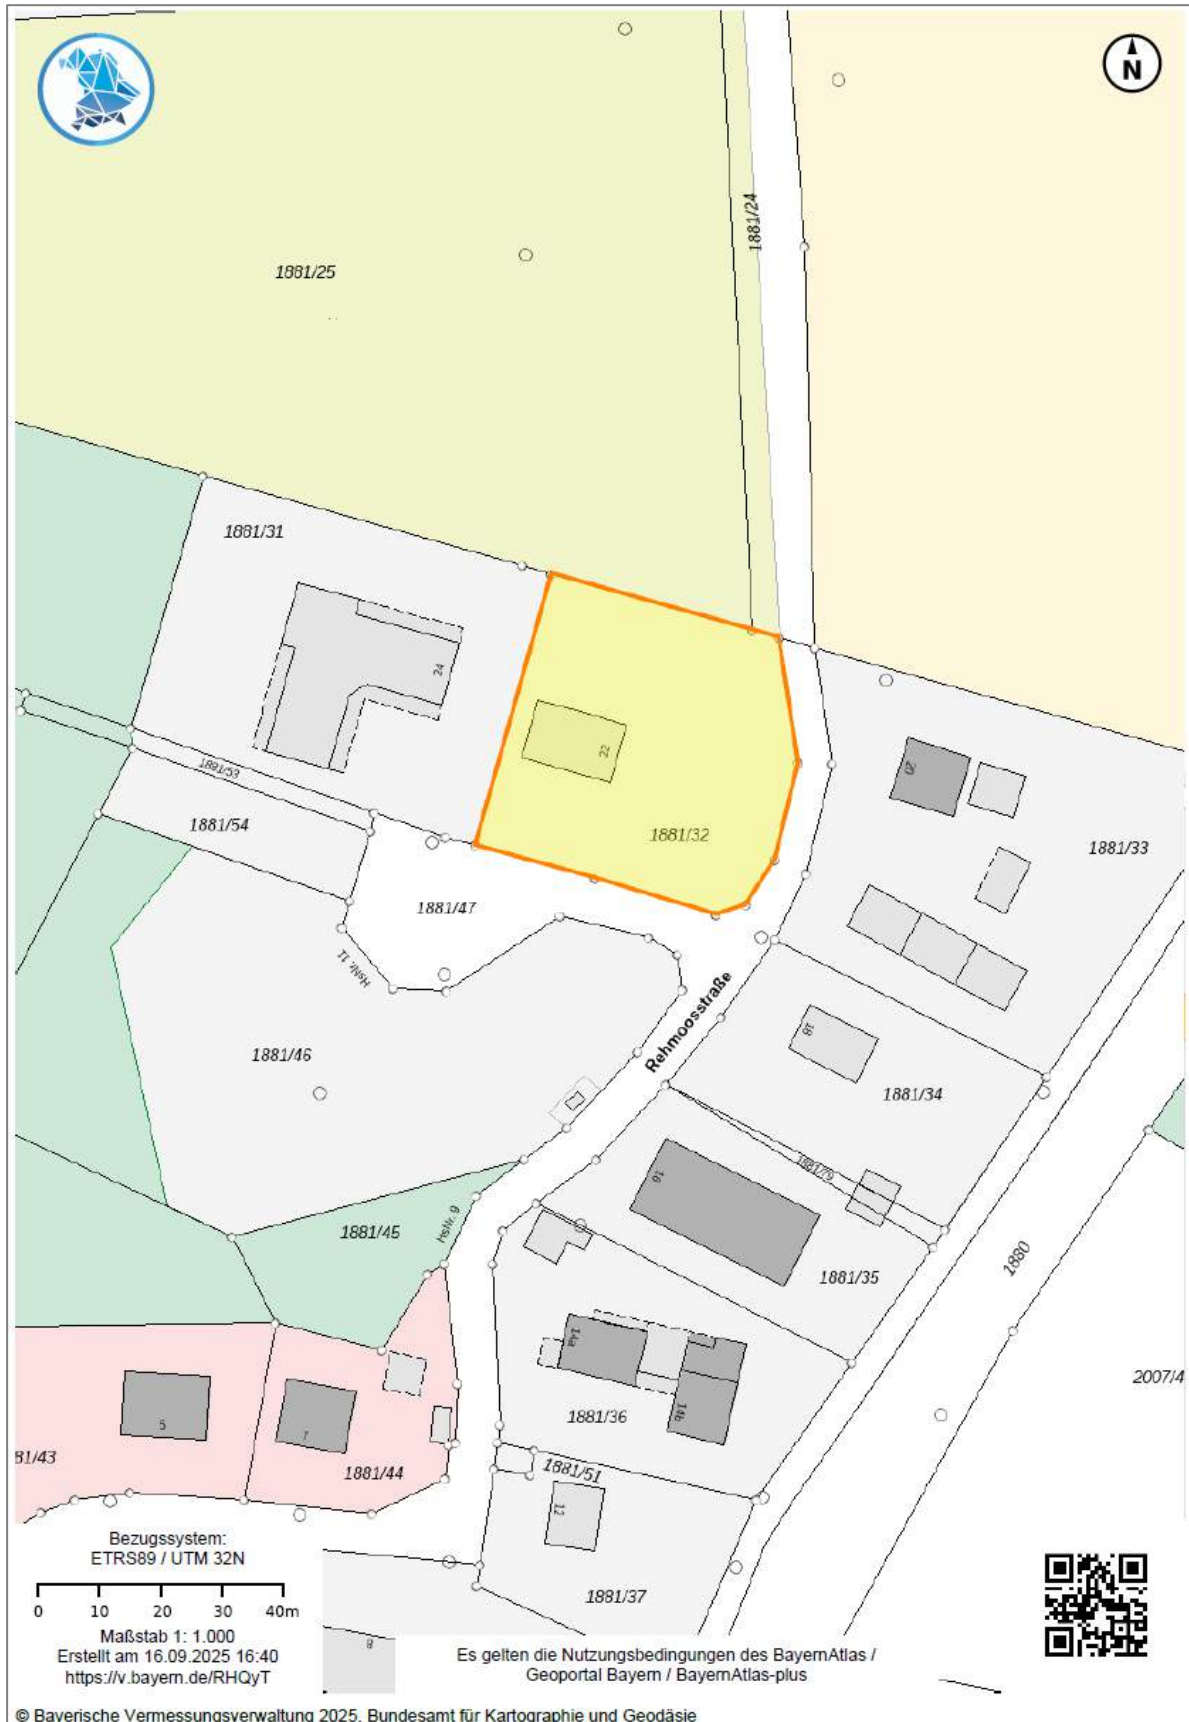 N
1881/24
1881/25
1881/31
24
22
1881/32
20
1881/33
1881/53
1881/54
1881/47
HsNr. 11
Rehmoosstraße
18
1881/46
1881/34
1881/79
16
1881/45
HsNr. 9
1880
1881/35
14a
2007/4
14b
1881/36
5
7
81/43
1881/44
1881/51
12
1881/37
8
Bezugssystem:
ETRS89 / UTM 32N
0 10 20 30 40m
Maßstab 1: 1.000
Erstellt am 16.09.2025 16:40
https://v.bayern.de/RHQyT
Es gelten die Nutzungsbedingungen des BayernAtlas /
Geoportal Bayern / BayernAtlas-plus
© Bayerische Vermessungsverwaltung 2025, Bundesamt für Kartographie und Geodäsie